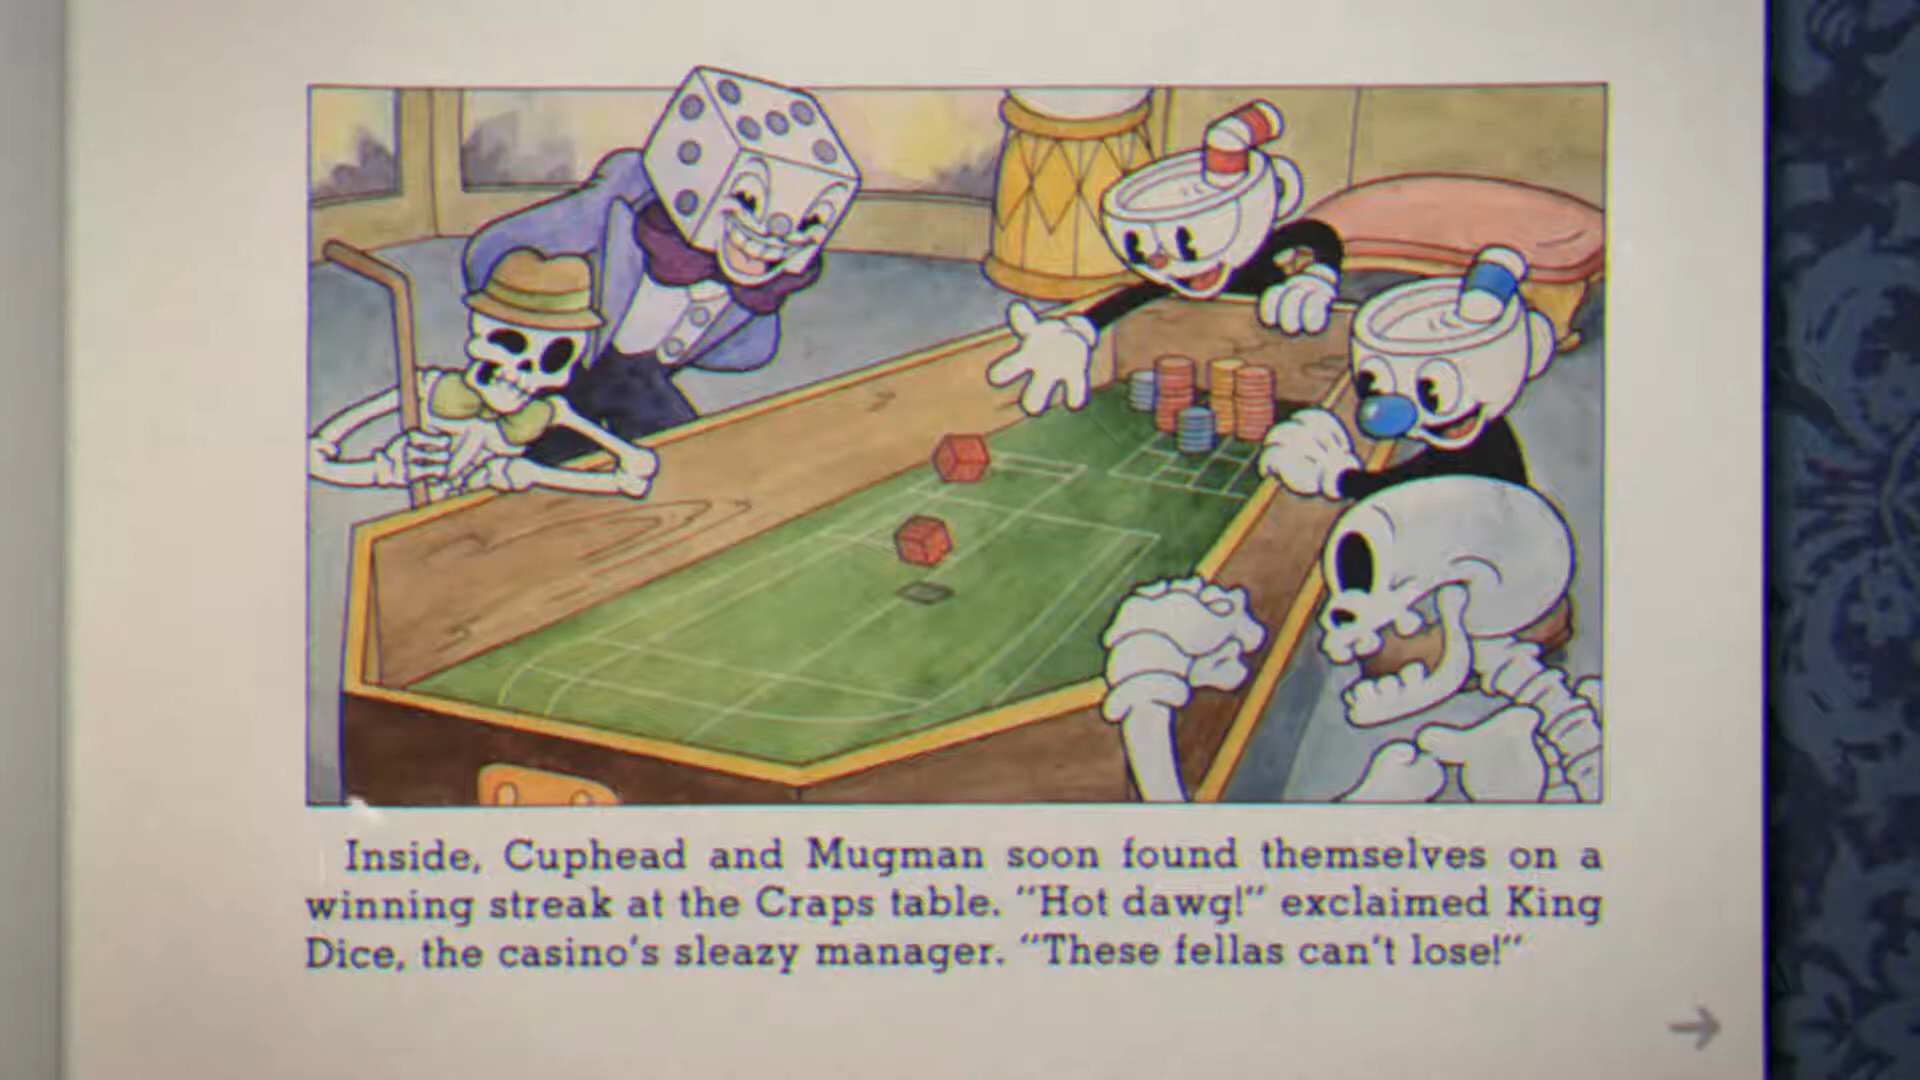 Inside, Cuphead and Mugman soon found themselves on a
winning streak at the Craps table. “Hot dawg!“ exclaimed King
Dice, the casino’s sleazy manager. “These fellas can’t lose!“